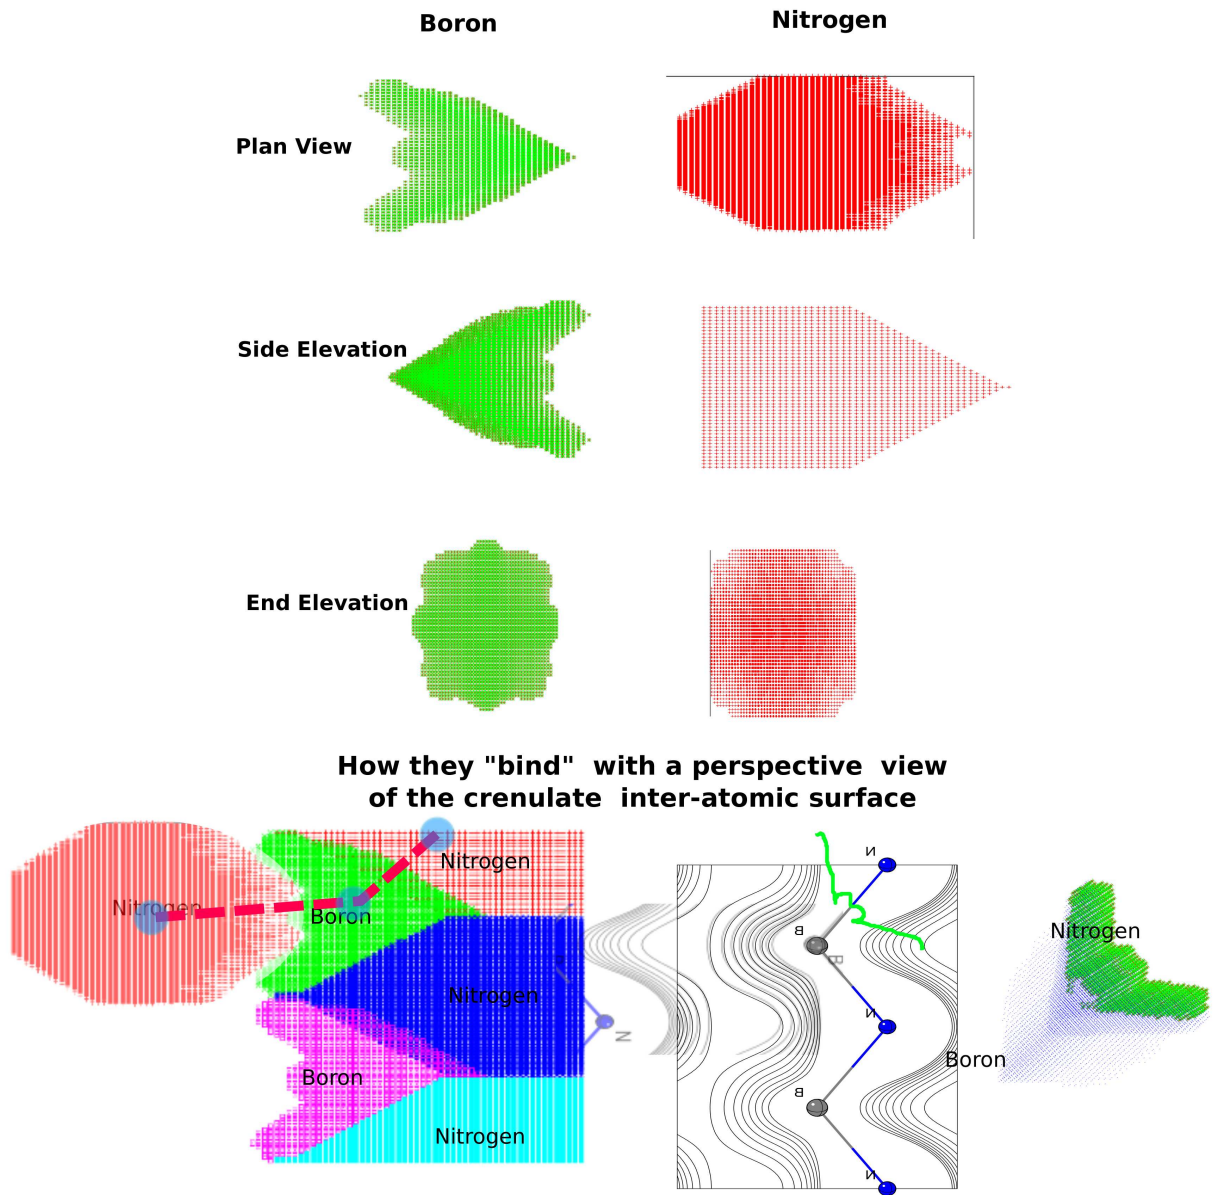 Boron
Nitrogen
Plan View
Side Elevation
End Elevation
How they "bind" with a perspective view
of the crenulate inter-atomic surface
Nitrogen
Nitrogen
Boron
Nitrogen
Boron
Nitrogen
N
N
B
B
N
B
N
Nitrogen
Boron